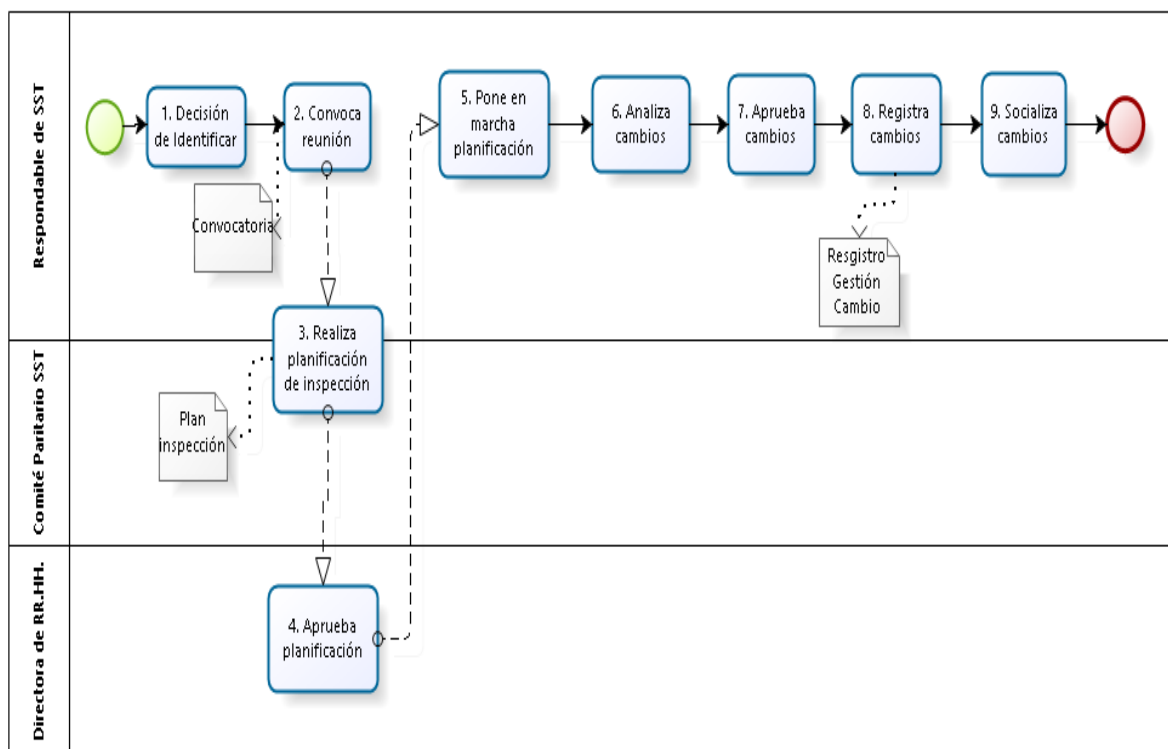 Respondable de SST
1. Decisión
de Identificar
2. Convoca
reunión
Convocatoria
5. Pone en
marcha
planificación
6. Analiza
cambios
7. Aprueba
cambios
8. Registra
cambios
9. Socializa
cambios
Resgistro
Gestión
Cambio
3. Realiza
planificación
de inspección
Comité Paritario SST
Plan
inspección
Directora de RR.HH.
4. Aprueba
planificación